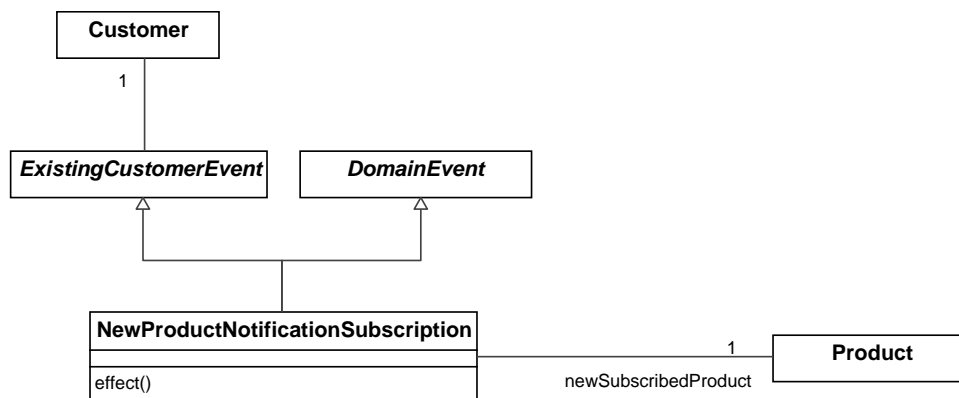 Customer
1
ExistingCustomerEvent
DomainEvent
NewProductNotificationSubscription
effect()
1
newSubscribedProduct
Product